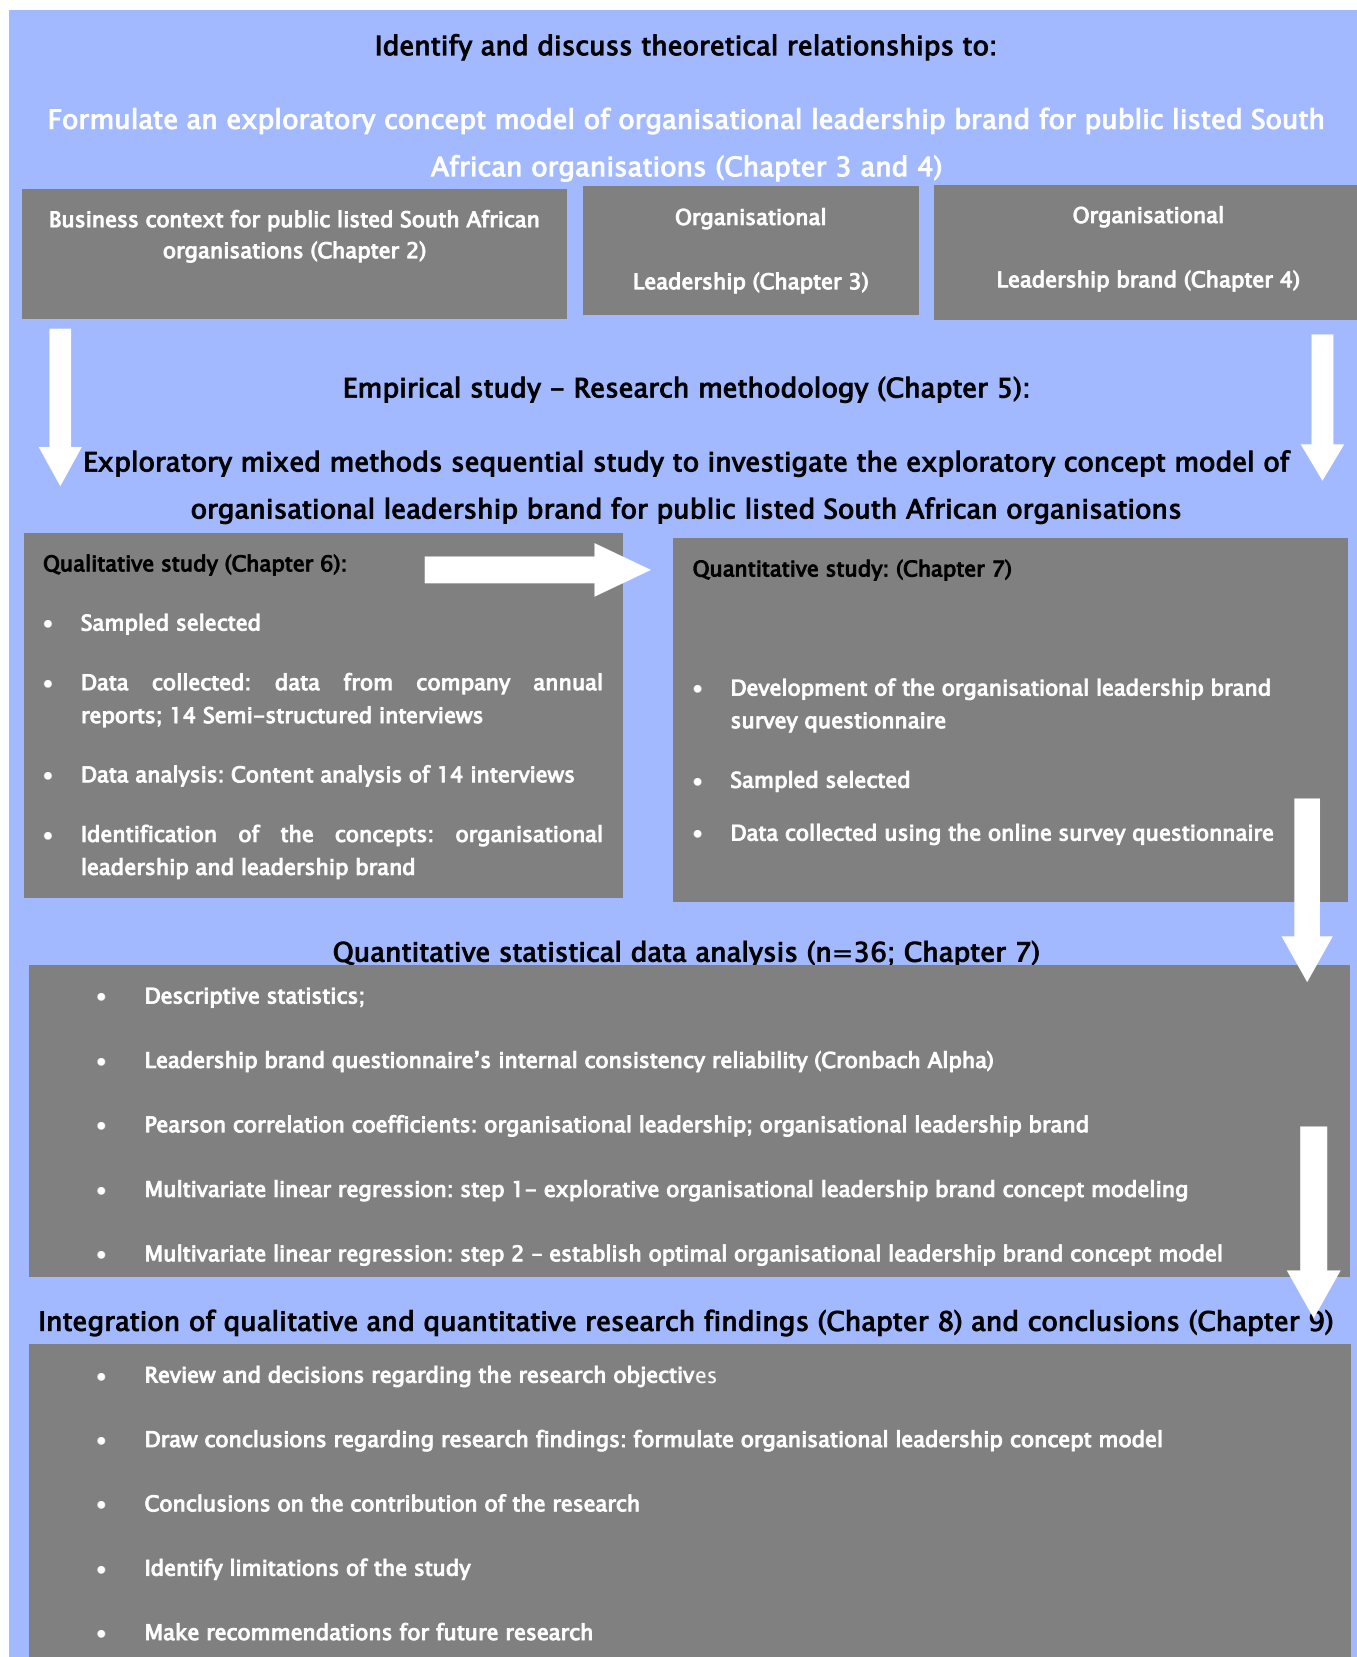 Identify and discuss theoretical relationships to:
Formulate an exploratory concept model of organisational leadership brand for public listed South
African organisations (Chapter 3 and 4)
Business context for public listed South African
organisations (Chapter 2)
Organisational
Leadership (Chapter 3)
Organisational
Leadership brand (Chapter 4)
Empirical study - Research methodology (Chapter 5):
Exploratory mixed methods sequential study to investigate the exploratory concept model of
organisational leadership brand for public listed South African organisations
Qualitative study (Chapter 6):
• Sampled selected
• Data collected: data from company annual
reports; 14 Semi-structured interviews
• Data analysis: Content analysis of 14 interviews
• Identification of the concepts: organisational
leadership and leadership brand
Quantitative study: (Chapter 7)
• Development of the organisational leadership brand
survey questionnaire
• Sampled selected
• Data collected using the online survey questionnaire
Quantitative statistical data analysis (n=36; Chapter 7)
• Descriptive statistics;
• Leadership brand questionnaire’s internal consistency reliability (Cronbach Alpha)
• Pearson correlation coefficients: organisational leadership; organisational leadership brand
• Multivariate linear regression: step 1- explorative organisational leadership brand concept modeling
• Multivariate linear regression: step 2 – establish optimal organisational leadership brand concept model
Integration of qualitative and quantitative research findings (Chapter 8) and conclusions (Chapter 9)
• Review and decisions regarding the research objectives
• Draw conclusions regarding research findings: formulate organisational leadership concept model
• Conclusions on the contribution of the research
• Identify limitations of the study
• Make recommendations for future research